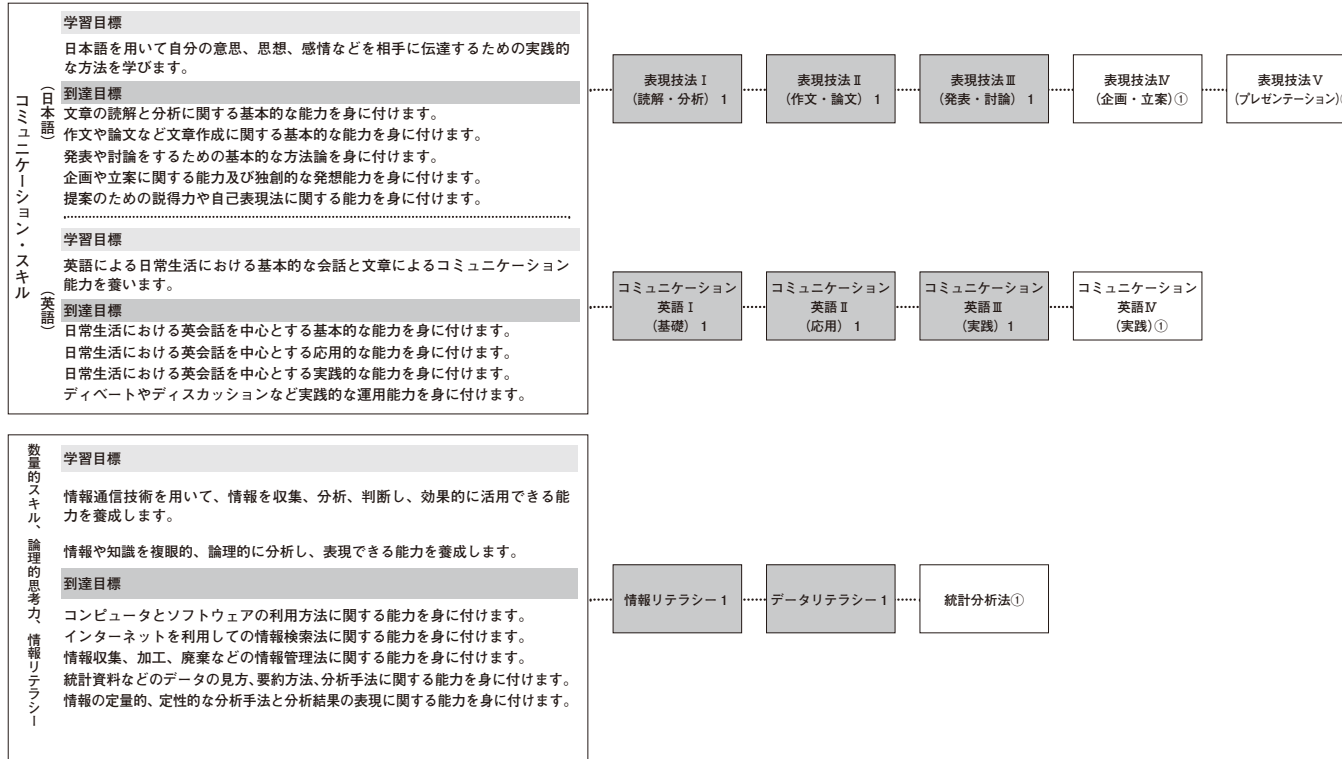 コミュニケーション・スキル
（日本語）
学習目標
日本語を用いて自分の意思、思想、感情などを相手に伝達するための実践的
な方法を学びます。
到達目標
文章の読解と分析に関する基本的な能力を身に付けます。
作文や論文など文章作成に関する基本的な能力を身に付けます。
発表や討論をするための基本的な方法論を身に付けます。
企画や立案に関する能力及び独創的な発想能力を身に付けます。
提案のための説得力や自己表現法に関する能力を身に付けます。
表現技法Ⅰ
（読解・分析） 1
表現技法Ⅱ
（作文・論文） 1
表現技法Ⅲ
（発表・討論） 1
表現技法Ⅳ
（企画・立案）①
表現技法Ⅴ
（プレゼンテーション）
（英語）
学習目標
英語による日常生活における基本的な会話と文章によるコミュニケーション
能力を養います。
到達目標
日常生活における英会話を中心とする基本的な能力を身に付けます。
日常生活における英会話を中心とする応用的な能力を身に付けます。
日常生活における英会話を中心とする実践的な能力を身に付けます。
ディベートやディスカッションなど実践的な運用能力を身に付けます。
コミュニケーション
英語Ⅰ
（基礎） 1
コミュニケーション
英語Ⅱ
（応用） 1
コミュニケーション
英語Ⅲ
（実践） 1
コミュニケーション
英語Ⅳ
（実践）①
数量的スキル、論理的思考力、情報リテラシー
学習目標
情報通信技術を用いて、情報を収集、分析、判断し、効果的に活用できる能
力を養成します。
情報や知識を複眼的、論理的に分析し、表現できる能力を養成します。
到達目標
コンピュータとソフトウェアの利用方法に関する能力を身に付けます。
インターネットを利用しての情報検索法に関する能力を身に付けます。
情報収集、加工、廃棄などの情報管理法に関する能力を身に付けます。
統計資料などのデータの見方、要約方法、分析手法に関する能力を身に付けます。
情報の定量的、定性的な分析手法と分析結果の表現に関する能力を身に付けます。
情報リテラシー 1
データリテラシー 1
統計分析法①